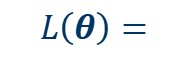 L(θ) =